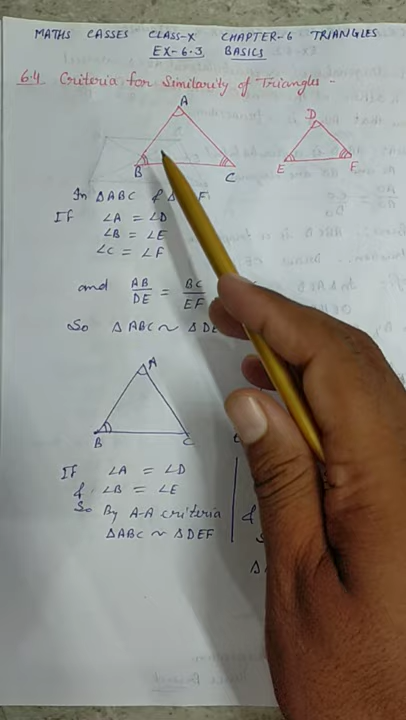 MATHS CASSES CLASS-X CHAPTER-6 TRIANGLES
EX-6.3 BASICS
6.4 Criteria for Similarity of Triangles -
A
D
B
C
E
F
In ΔABC & Δ F
If ∠A = ∠D
∠B = ∠E
∠C = ∠F
and AB/DE = BC/EF
So ΔABC ~ ΔDE
A
B
C
If ∠A = ∠D
& ∠B = ∠E
So By A-A criteria
ΔABC ~ ΔDEF
&
Δ